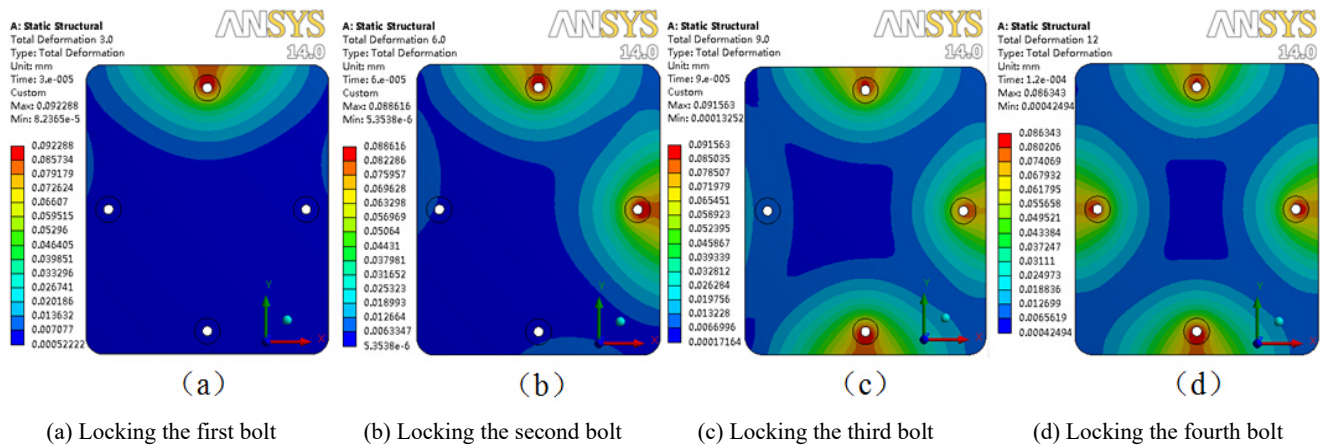 ANSYS
14.0
A: Static Structural
Total Deformation 3.0
Type: Total Deformation
Unit: mm
Time: 3.e-005
Custom
Max: 0.092288
Min: 8.2365e-5
0.092288
0.085734
0.079179
0.072624
0.06607
0.059515
0.05296
0.046405
0.039851
0.033296
0.026741
0.020186
0.013632
0.007077
0.00052222
Y
X
(a)
ANSYS
14.0
A: Static Structural
Total Deformation 6.0
Type: Total Deformation
Unit: mm
Time: 6.e-005
Custom
Max: 0.088616
Min: 5.3538e-6
0.088616
0.082286
0.075957
0.069628
0.063298
0.056969
0.05064
0.04431
0.037981
0.031652
0.025323
0.018993
0.012664
0.0063347
5.3538e-6
Y
X
(b)
ANSYS
14.0
A: Static Structural
Total Deformation 9.0
Type: Total Deformation
Unit: mm
Time: 9.e-005
Custom
Max: 0.091563
Min: 0.00013252
0.091563
0.085035
0.078507
0.071979
0.065451
0.058923
0.052395
0.045867
0.039339
0.032812
0.026284
0.019756
0.013228
0.0066996
0.00017164
Y
X
(c)
ANSYS
14.0
A: Static Structural
Total Deformation 12
Type: Total Deformation
Unit: mm
Time: 1.2e-004
Custom
Max: 0.086343
Min: 0.00042494
0.086343
0.080206
0.074069
0.067932
0.061795
0.055658
0.049521
0.043384
0.037247
0.03111
0.024973
0.018836
0.012699
0.0065619
0.00042494
Y
X
(d)
(a) Locking the first bolt
(b) Locking the second bolt
(c) Locking the third bolt
(d) Locking the fourth bolt